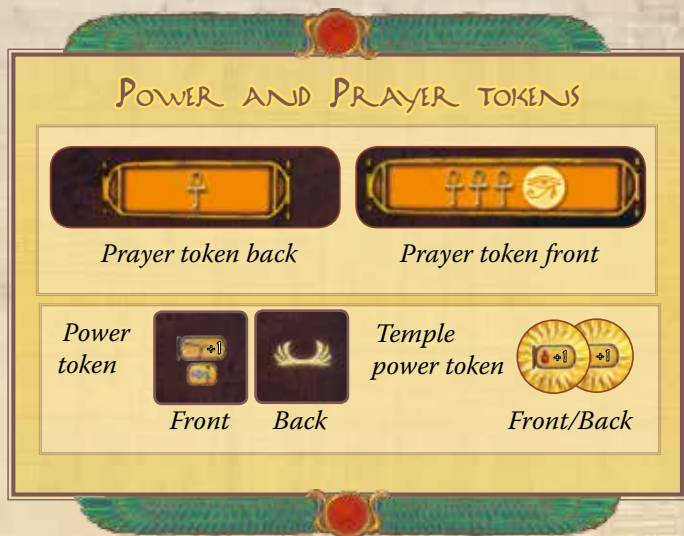 Power and Prayer tokens
Prayer token back
Prayer token front
Power
token
+1
Front
Back
Temple
power token
+1
+1
Front/Back